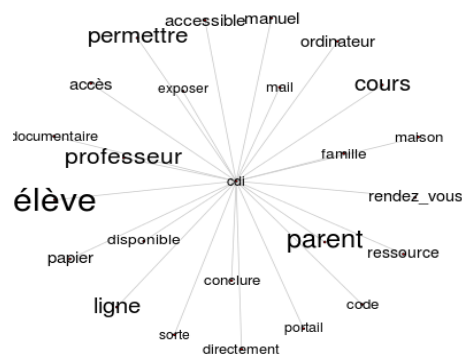 accessible manuel
permettre ordinateur
accès exposer mail cours
documentaire maison
professeur famille
cdi
élève rendez_vous
disponible parent
papier ressource
conclure
ligne code
sorte portail
directement